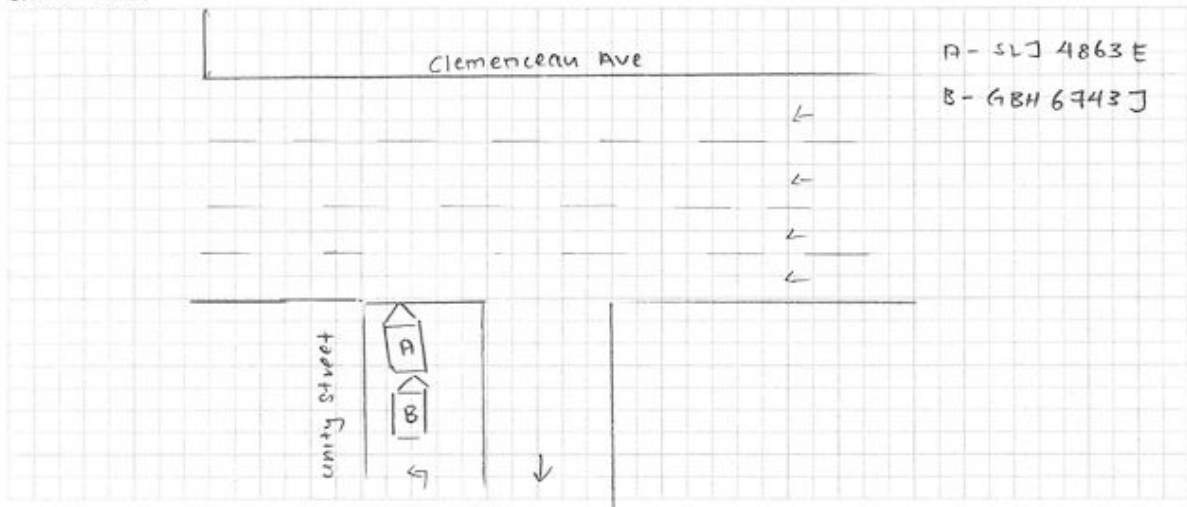 Clemenceau Ave
A - SLJ 4863 E
B - GBH 6743 J
A
B
Unity Street